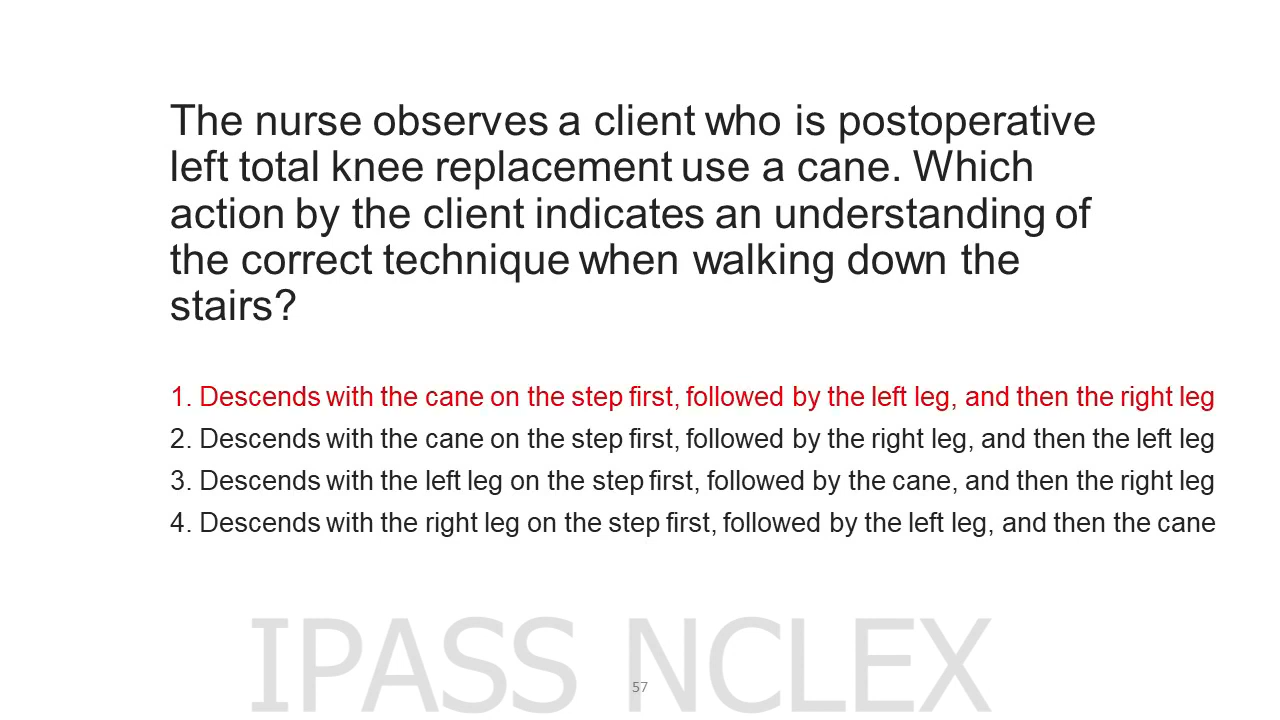 The nurse observes a client who is postoperative
left total knee replacement use a cane. Which
action by the client indicates an understanding of
the correct technique when walking down the
stairs?
1. Descends with the cane on the step first, followed by the left leg, and then the right leg
2. Descends with the cane on the step first, followed by the right leg, and then the left leg
3. Descends with the left leg on the step first, followed by the cane, and then the right leg
4. Descends with the right leg on the step first, followed by the left leg, and then the cane
IPASS NCLEX
57